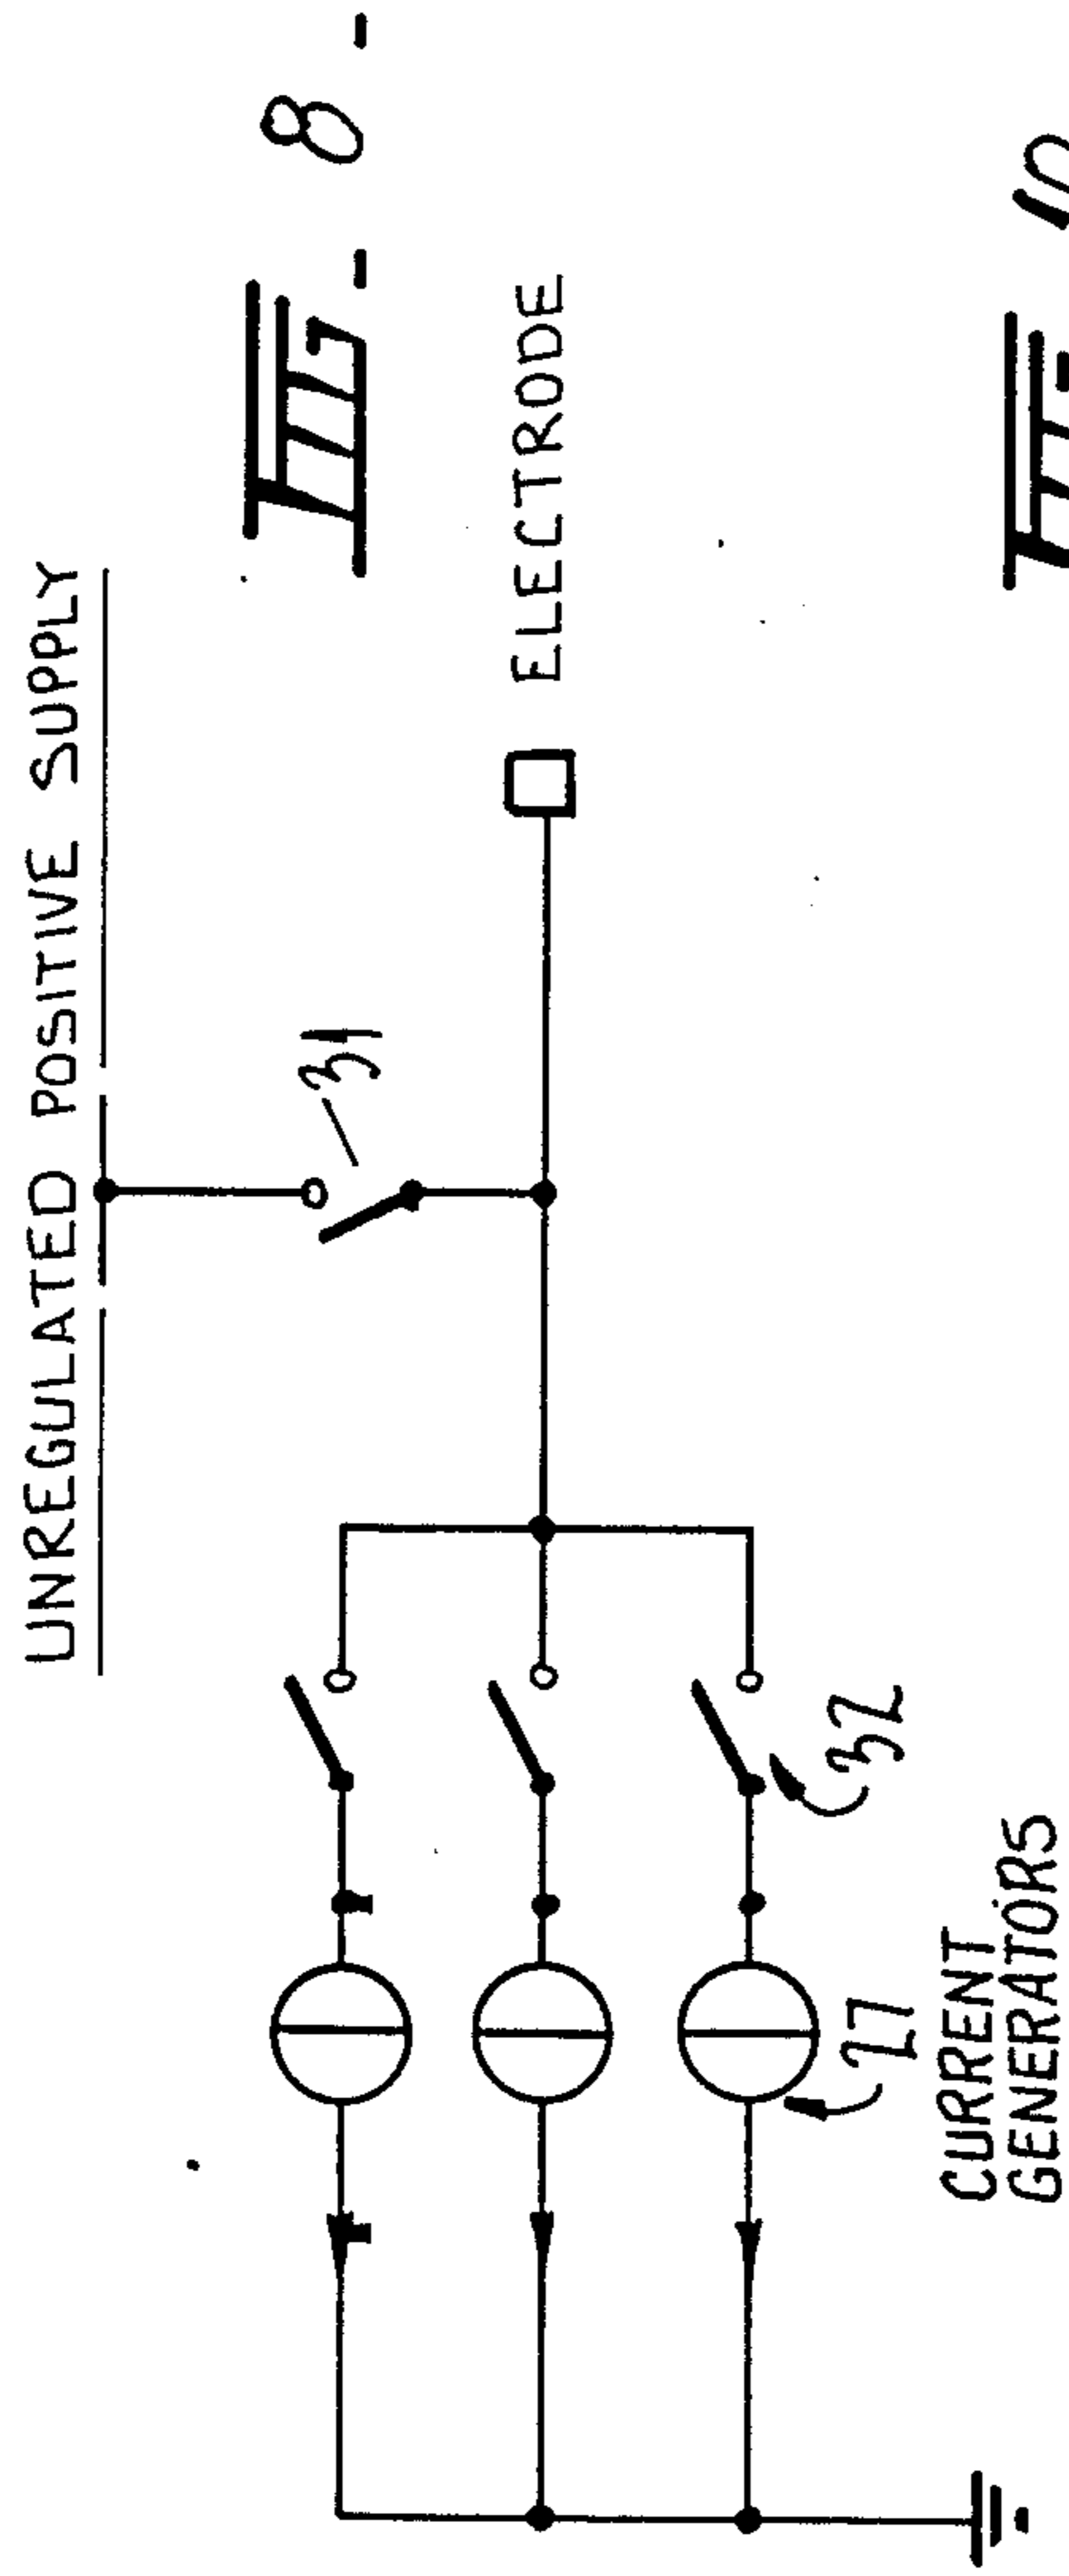 UNREGULATED POSITIVE SUPPLY
FIG- 8 -
31
ELECTRODE
32
27
CURRENT
GENERATORS